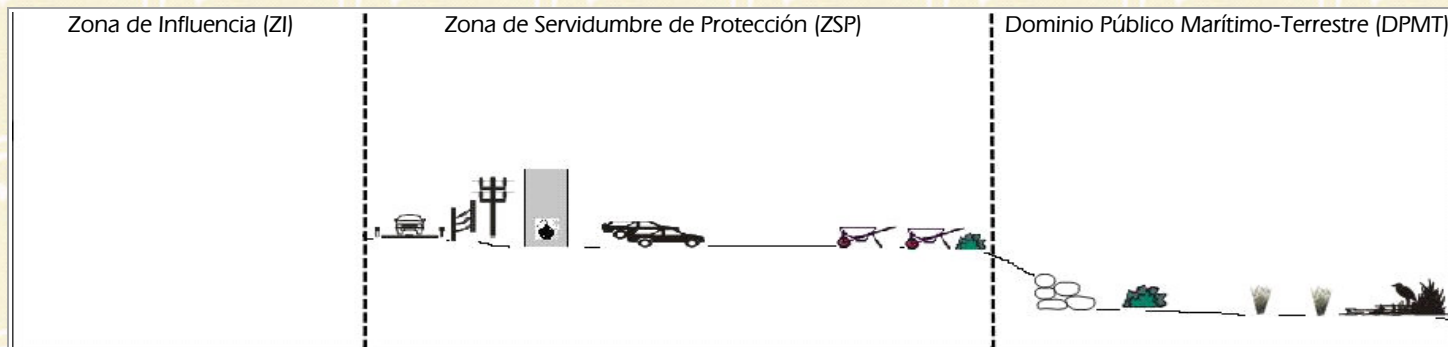 Zona de Influencia (ZI)
Zona de Servidumbre de Protección (ZSP)
Dominio Público Marítimo-Terrestre (DPMT)